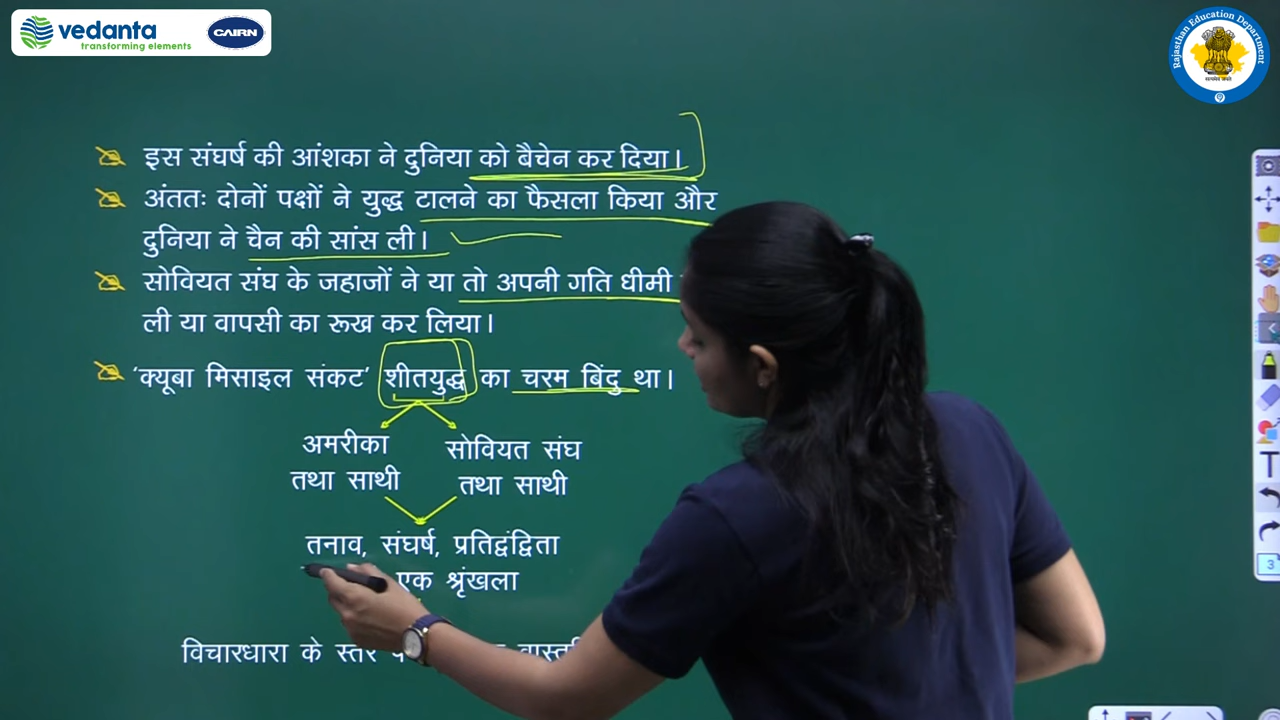 vedanta
transforming elements
CAIRN
Rajasthan Education Department
इस संघर्ष की आंशका ने दुनिया को बैचेन कर दिया।
अंततः दोनों पक्षों ने युद्ध टालने का फैसला किया और
दुनिया ने चैन की सांस ली।
सोवियत संघ के जहाजों ने या तो अपनी गति धीमी
ली या वापसी का रूख कर लिया।
'क्यूबा मिसाइल संकट' शीतयुद्ध का चरम बिंदु था।
अमरीका सोवियत संघ
तथा साथी तथा साथी
तनाव, संघर्ष, प्रतिद्वंद्विता
एक श्रृंखला
विचारधारा के स्तर
T
3